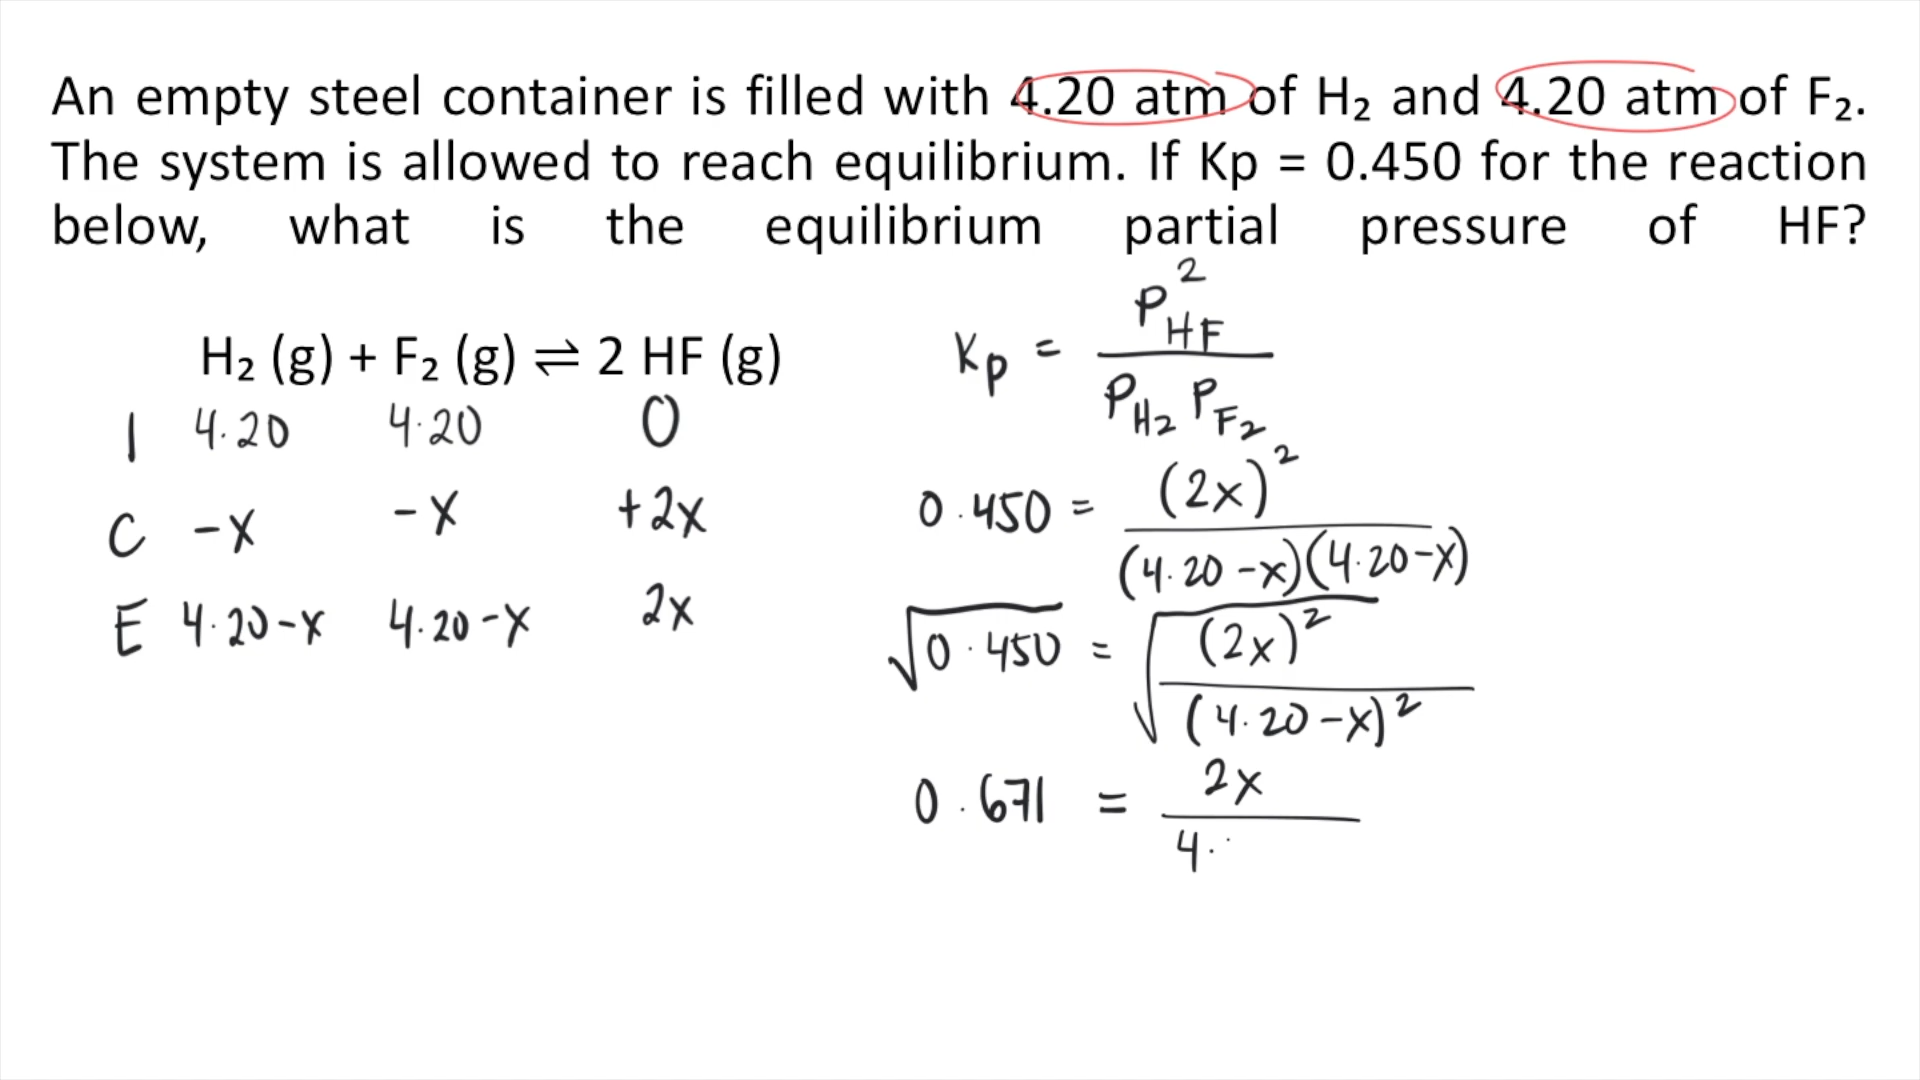 An empty steel container is filled with 4.20 atm of H₂ and 4.20 atm of F₂.
The system is allowed to reach equilibrium. If Kp = 0.450 for the reaction
below, what is the equilibrium partial pressure of HF?
H₂ (g) + F₂ (g) ⇌ 2 HF (g)
I 4.20 4.20 0
C -x -x +2x
E 4.20-x 4.20-x 2x
Kp = P²HF / PH₂ PF₂
0.450 = (2x)² / (4.20-x)(4.20-x)
√0.450 = √(2x)² / (4.20-x)²
0.671 = 2x / 4.